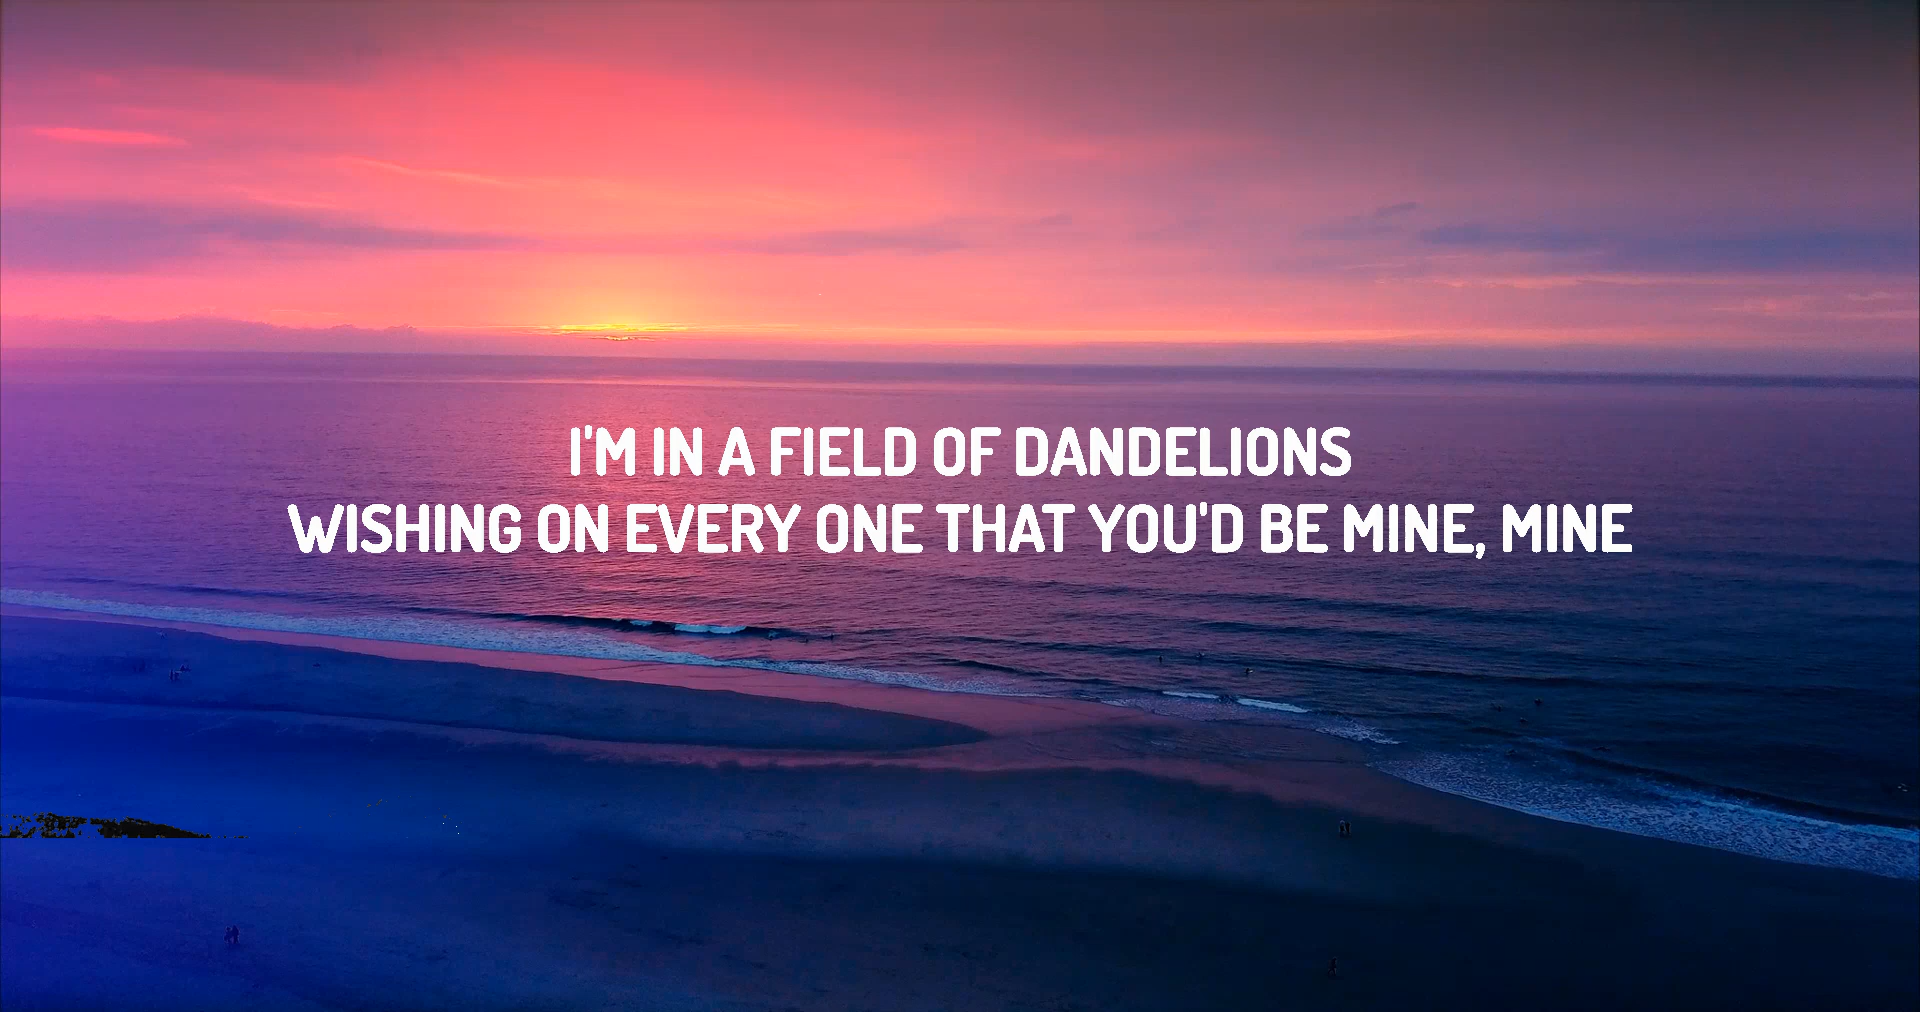 I'M IN A FIELD OF DANDELIONS
WISHING ON EVERY ONE THAT YOU'D BE MINE, MINE